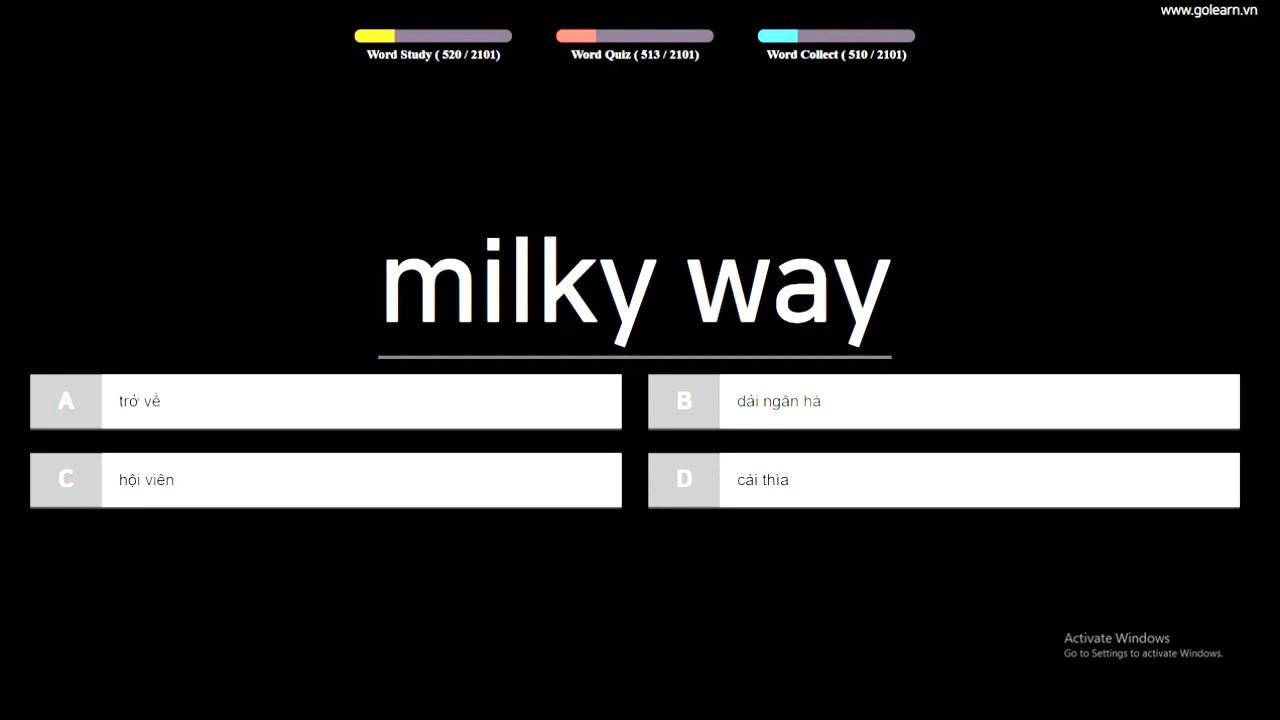 www.golearn.vn
Word Study ( 520 / 2101)
Word Quiz ( 513 / 2101)
Word Collect ( 510 / 2101)
milky way
A trở về
B dải ngân hà
C hội viên
D cái thìa
Activate Windows
Go to Settings to activate Windows.